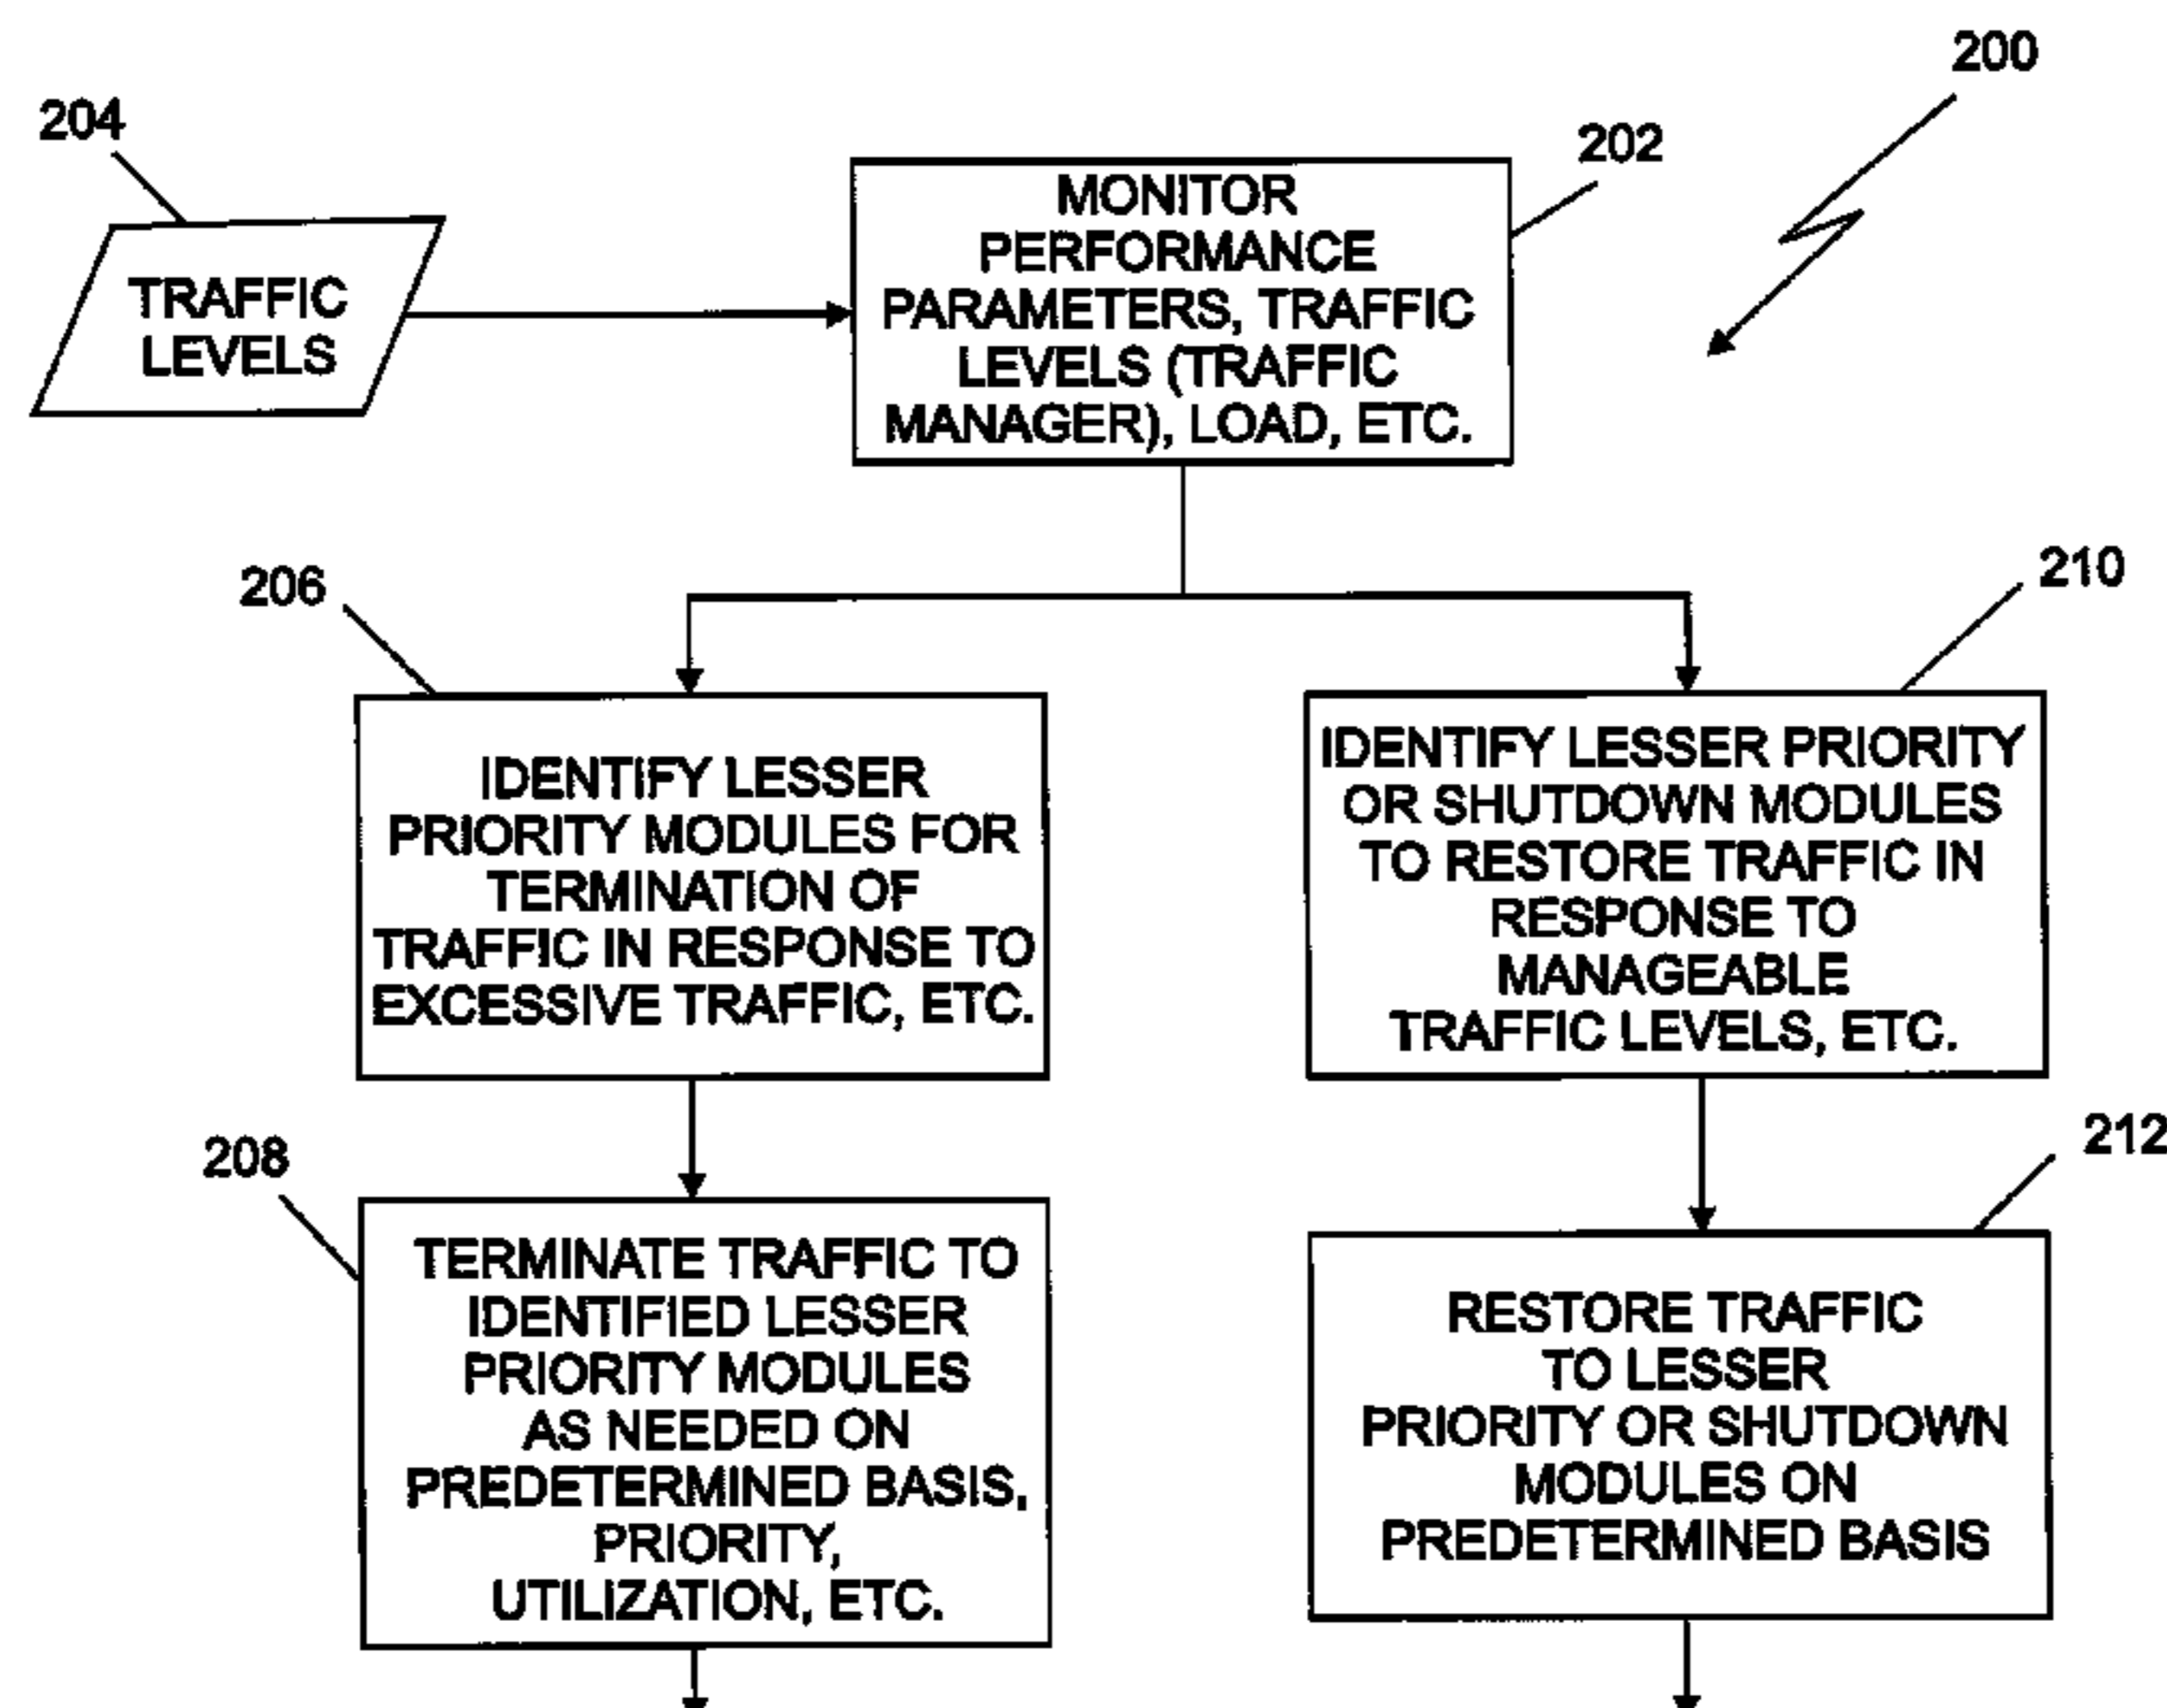 200
204
TRAFFIC
LEVELS
202
MONITOR
PERFORMANCE
PARAMETERS, TRAFFIC
LEVELS (TRAFFIC
MANAGER), LOAD, ETC.
206
IDENTIFY LESSER
PRIORITY MODULES FOR
TERMINATION OF
TRAFFIC IN RESPONSE TO
EXCESSIVE TRAFFIC, ETC.
210
IDENTIFY LESSER PRIORITY
OR SHUTDOWN MODULES
TO RESTORE TRAFFIC IN
RESPONSE TO
MANAGEABLE
TRAFFIC LEVELS, ETC.
208
TERMINATE TRAFFIC TO
IDENTIFIED LESSER
PRIORITY MODULES
AS NEEDED ON
PREDETERMINED BASIS,
PRIORITY,
UTILIZATION, ETC.
212
RESTORE TRAFFIC
TO LESSER
PRIORITY OR SHUTDOWN
MODULES ON
PREDETERMINED BASIS